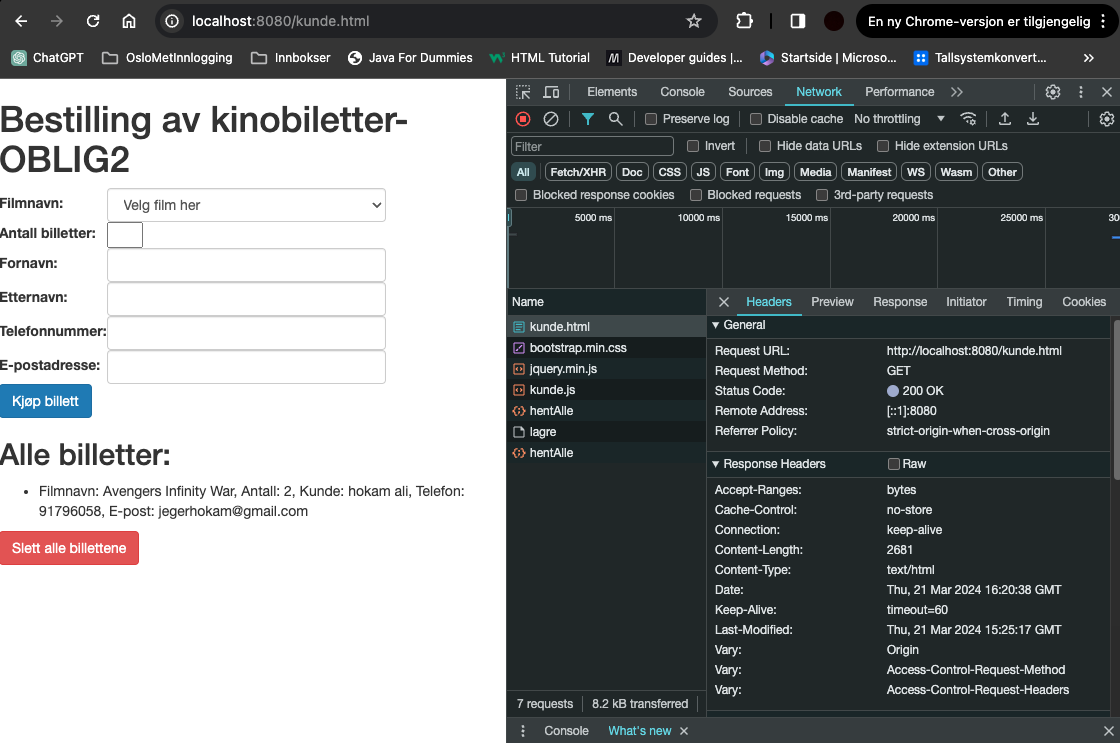 localhost:8080/kunde.html
En ny Chrome-versjon er tilgjengelig
ChatGPT
OsloMetInnlogging
Innbokser
Java For Dummies
HTML Tutorial
Developer guides |...
Startside | Microso...
Tallsystemkonvert...
Bestilling av kinobiletter-
OBLIG2
Filmnavn:
Velg film her
Antall billetter:
Fornavn:
Etternavn:
Telefonnummer:
E-postadresse:
Kjøp billett
Alle billetter:
Filmnavn: Avengers Infinity War, Antall: 2, Kunde: hokam ali, Telefon:
91796058, E-post: jegerhokam@gmail.com
Slett alle billettene
Elements
Console
Sources
Network
Performance
Preserve log
Disable cache
No throttling
Filter
Invert
Hide data URLs
Hide extension URLs
All
Fetch/XHR
Doc
CSS
JS
Font
Img
Media
Manifest
WS
Wasm
Other
Blocked response cookies
Blocked requests
3rd-party requests
5000 ms
10000 ms
15000 ms
20000 ms
25000 ms
30
Name
kunde.html
bootstrap.min.css
jquery.min.js
kunde.js
hentAlle
lagre
hentAlle
7 requests
8.2 kB transferred
Headers
Preview
Response
Initiator
Timing
Cookies
General
Request URL: http://localhost:8080/kunde.html
Request Method: GET
Status Code: 200 OK
Remote Address: [::1]:8080
Referrer Policy: strict-origin-when-cross-origin
Response Headers
Raw
Accept-Ranges: bytes
Cache-Control: no-store
Connection: keep-alive
Content-Length: 2681
Content-Type: text/html
Date: Thu, 21 Mar 2024 16:20:38 GMT
Keep-Alive: timeout=60
Last-Modified: Thu, 21 Mar 2024 15:25:17 GMT
Vary: Origin
Vary: Access-Control-Request-Method
Vary: Access-Control-Request-Headers
Console
What's new